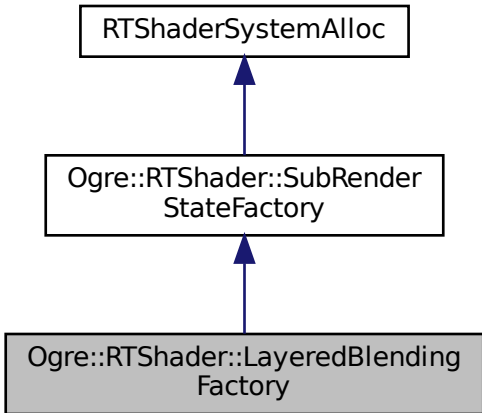 RTShaderSystemAlloc
Ogre::RTShader::SubRender
StateFactory
Ogre::RTShader::LayeredBlending
Factory